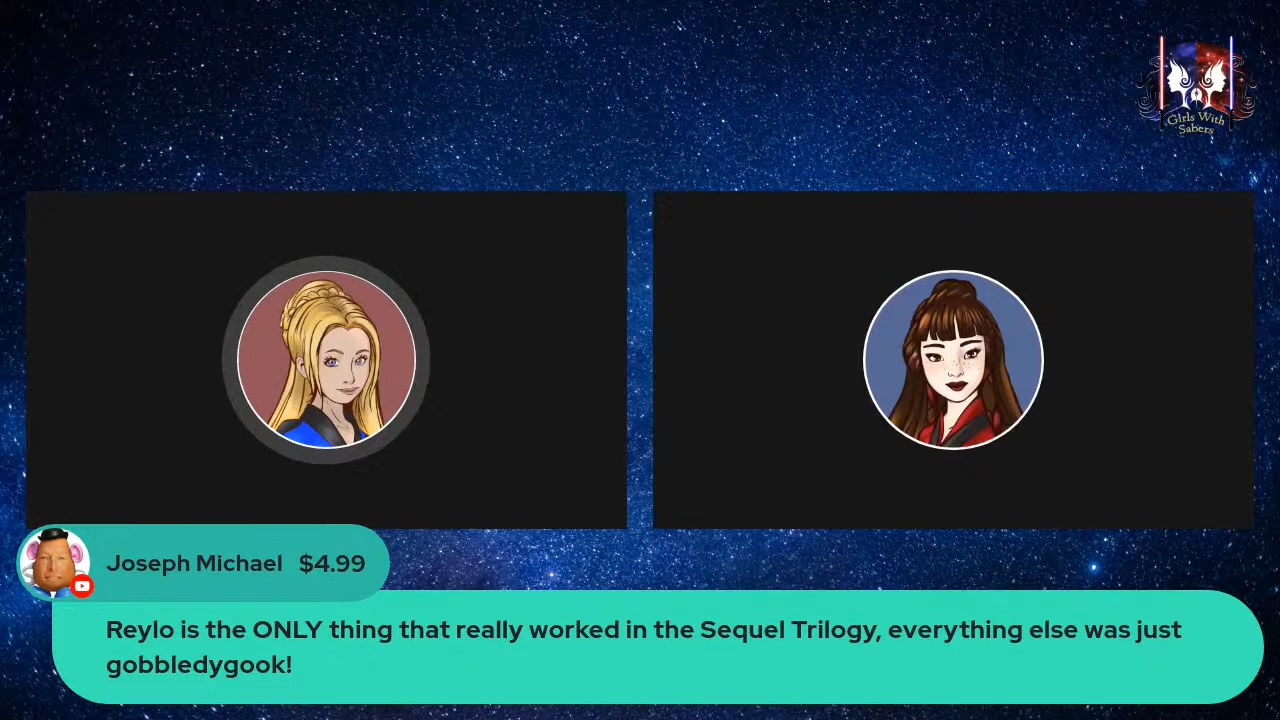 Girls With
Sabers
Joseph Michael $4.99
Reylo is the ONLY thing that really worked in the Sequel Trilogy, everything else was just
gobbledygook!